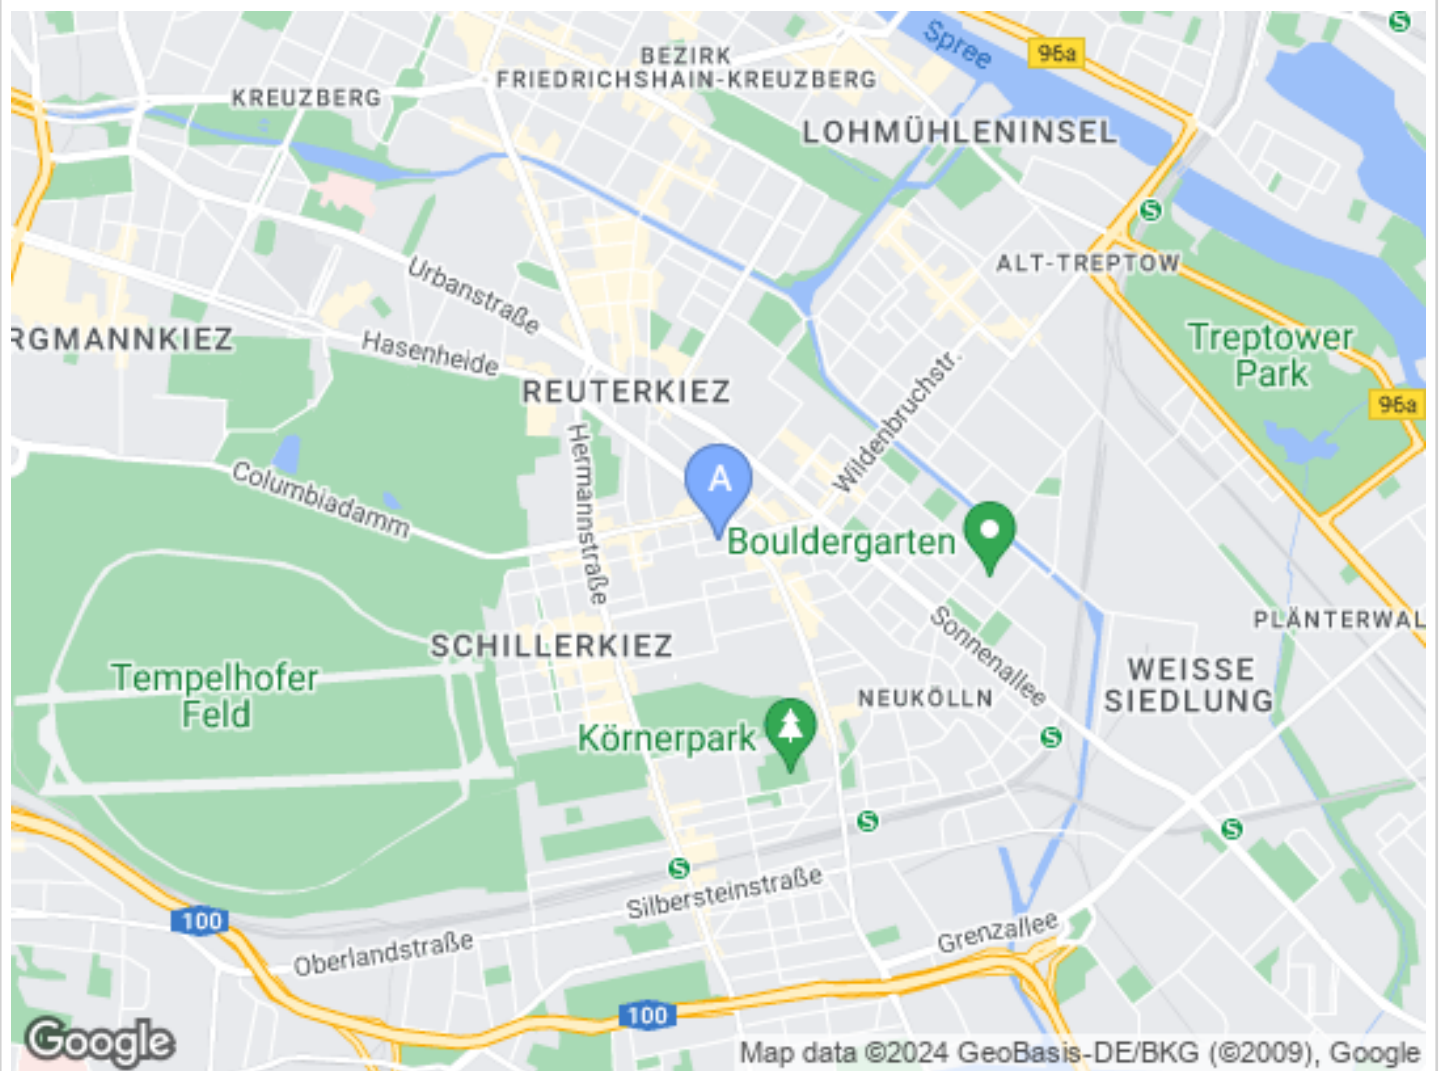 S
Spree
96a
BEZIRK
FRIEDRICHSHAIN-KREUZBERG
KREUZBERG
LOHMÜHLENINSEL
S
ALT-TREPTOW
Urbanstraße
RGMANNKIEZ
Hasenheide
Treptower
Park
REUTERKIEZ
Wildenbruchstr.
96a
Hermannstraße
A
Columbiadamm
Bouldergarten
Sonnenallee
PLÄNTERWAL
SCHILLERKIEZ
Tempelhofer
Feld
WEISSE
SIEDLUNG
NEUKÖLLN
Körnerpark
S
S
S
S
Silbersteinstraße
100
Oberlandstraße
Grenzallee
100
Google
Map data ©2024 GeoBasis-DE/BKG (©2009), Google